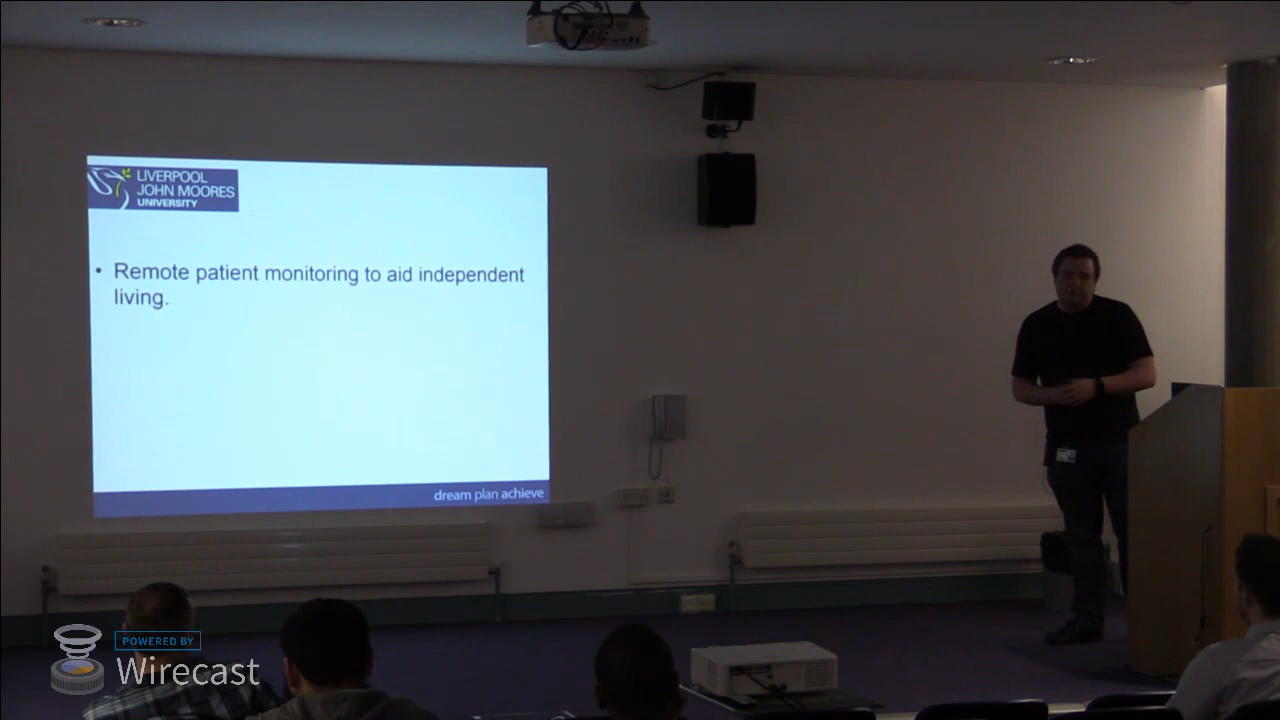 LIVERPOOL
JOHN MOORES
UNIVERSITY
• Remote patient monitoring to aid independent
living.
dream plan achieve
POWERED BY
Wirecast